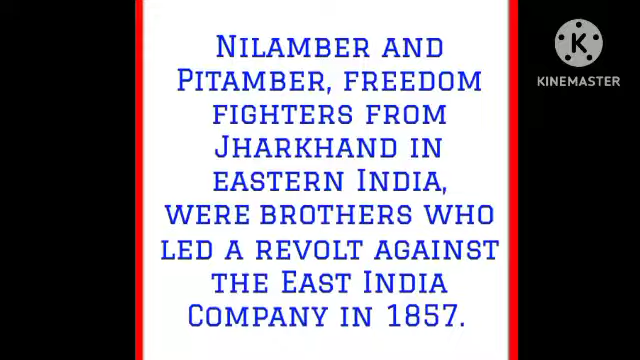 Nilamber and
Pitamber, freedom
fighters from
Jharkhand in
eastern India,
were brothers who
led a revolt against
the East India
Company in 1857.
K
KINEMASTER